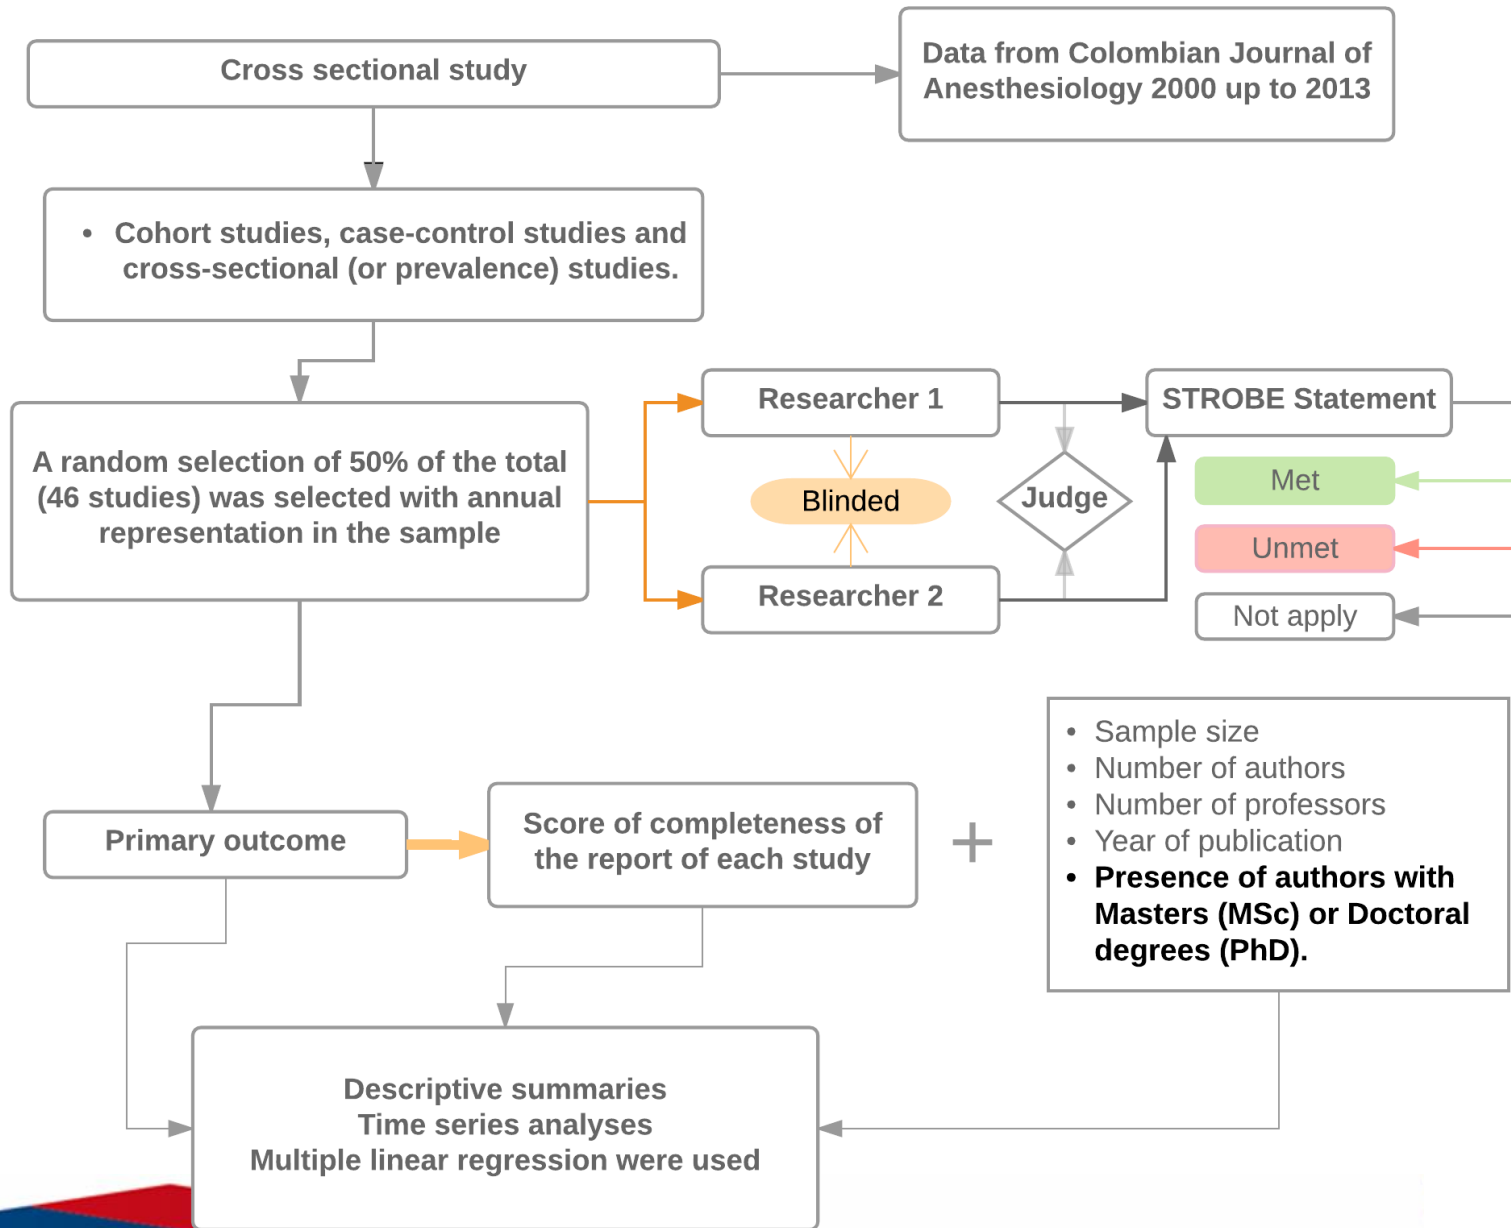 Cross sectional study
Data from Colombian Journal of
Anesthesiology 2000 up to 2013
• Cohort studies, case-control studies and
cross-sectional (or prevalence) studies.
A random selection of 50% of the total
(46 studies) was selected with annual
representation in the sample
Researcher 1
Blinded
Researcher 2
Judge
STROBE Statement
Met
Unmet
Not apply
Primary outcome
Score of completeness of
the report of each study
+
• Sample size
• Number of authors
• Number of professors
• Year of publication
• Presence of authors with
Masters (MSc) or Doctoral
degrees (PhD).
Descriptive summaries
Time series analyses
Multiple linear regression were used